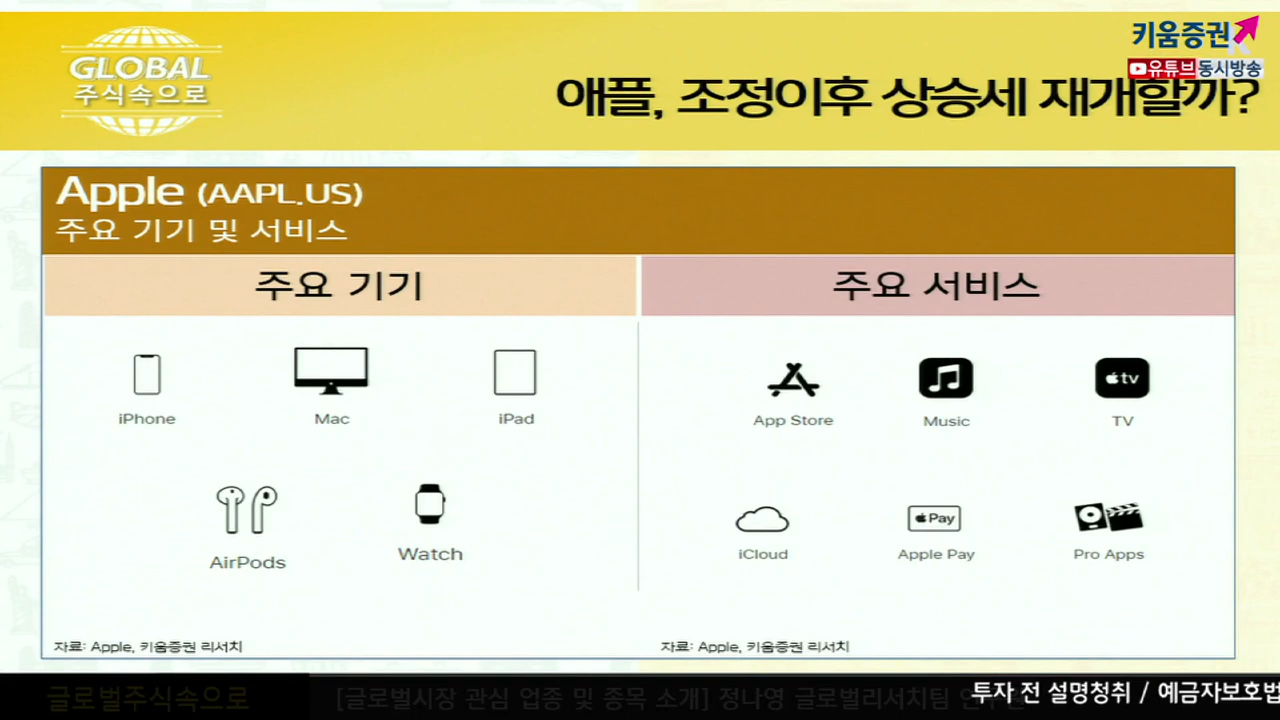 키움증권
유튜브 동시방송
GLOBAL
주식속으로
애플, 조정이후 상승세 재개할까?
Apple (AAPL.US)
주요 기기 및 서비스
주요 기기
주요 서비스
iPhone
Mac
iPad
AirPods
Watch
tv
App Store
Music
TV
Pay
iCloud
Apple Pay
Pro Apps
자료: Apple, 키움증권 리서치
자료: Apple, 키움증권 리서치
글로벌주식속으로
[글로벌시장 관심 업종 및 종목 소개] 정나영 글로벌리서치팀
투자 전 설명청취 / 예금자보호법